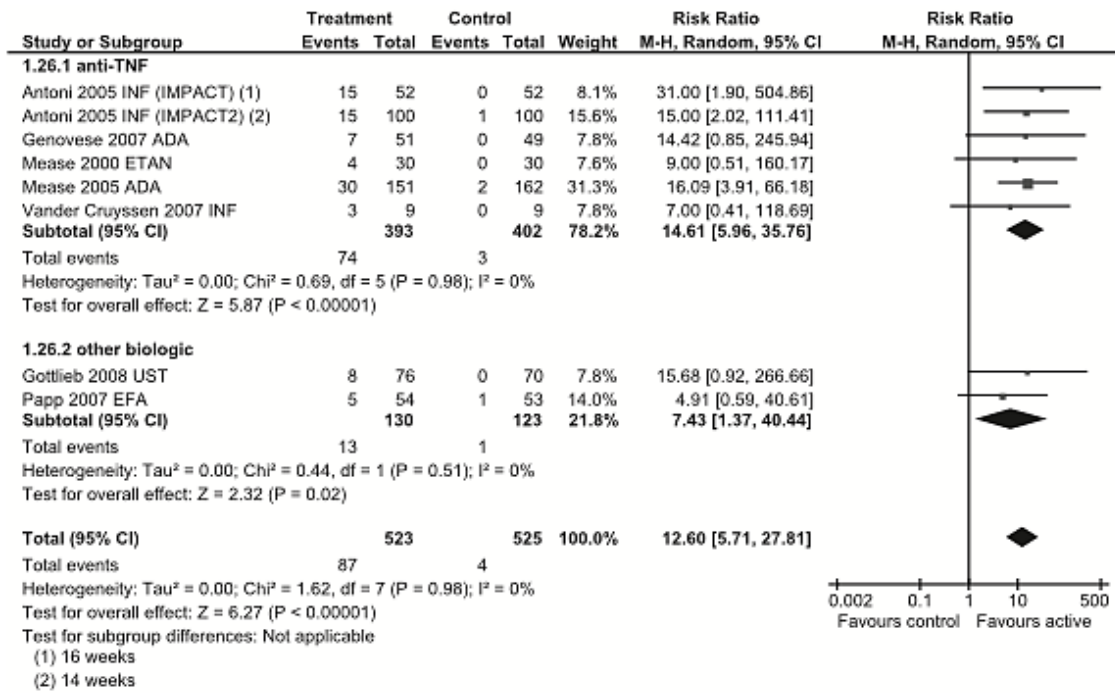 Treatment Control Risk Ratio Risk Ratio
Study or Subgroup Events Total Events Total Weight M-H, Random, 95% CI M-H, Random, 95% CI
1.26.1 anti-TNF
Antoni 2005 INF (IMPACT) (1) 15 52 0 52 8.1% 31.00 [1.90, 504.86]
Antoni 2005 INF (IMPACT2) (2) 15 100 1 100 15.6% 15.00 [2.02, 111.41]
Genovese 2007 ADA 7 51 0 49 7.8% 14.42 [0.85, 245.94]
Mease 2000 ETAN 4 30 0 30 7.6% 9.00 [0.51, 160.17]
Mease 2005 ADA 30 151 2 162 31.3% 16.09 [3.91, 66.18]
Vander Cruyssen 2007 INF 3 9 0 9 7.8% 7.00 [0.41, 118.69]
Subtotal (95% CI) 393 402 78.2% 14.61 [5.96, 35.76]
Total events 74 3
Heterogeneity: Tau² = 0.00; Chi² = 0.69, df = 5 (P = 0.98); I² = 0%
Test for overall effect: Z = 5.87 (P < 0.00001)
1.26.2 other biologic
Gottlieb 2008 UST 8 76 0 70 7.8% 15.68 [0.92, 266.66]
Papp 2007 EFA 5 54 1 53 14.0% 4.91 [0.59, 40.61]
Subtotal (95% CI) 130 123 21.8% 7.43 [1.37, 40.44]
Total events 13 1
Heterogeneity: Tau² = 0.00; Chi² = 0.44, df = 1 (P = 0.51); I² = 0%
Test for overall effect: Z = 2.32 (P = 0.02)
Total (95% CI) 523 525 100.0% 12.60 [5.71, 27.81]
Total events 87 4
Heterogeneity: Tau² = 0.00; Chi² = 1.62, df = 7 (P = 0.98); I² = 0%
Test for overall effect: Z = 6.27 (P < 0.00001)
Test for subgroup differences: Not applicable
(1) 16 weeks
(2) 14 weeks
0.002 0.1 1 10 500
Favours control Favours active